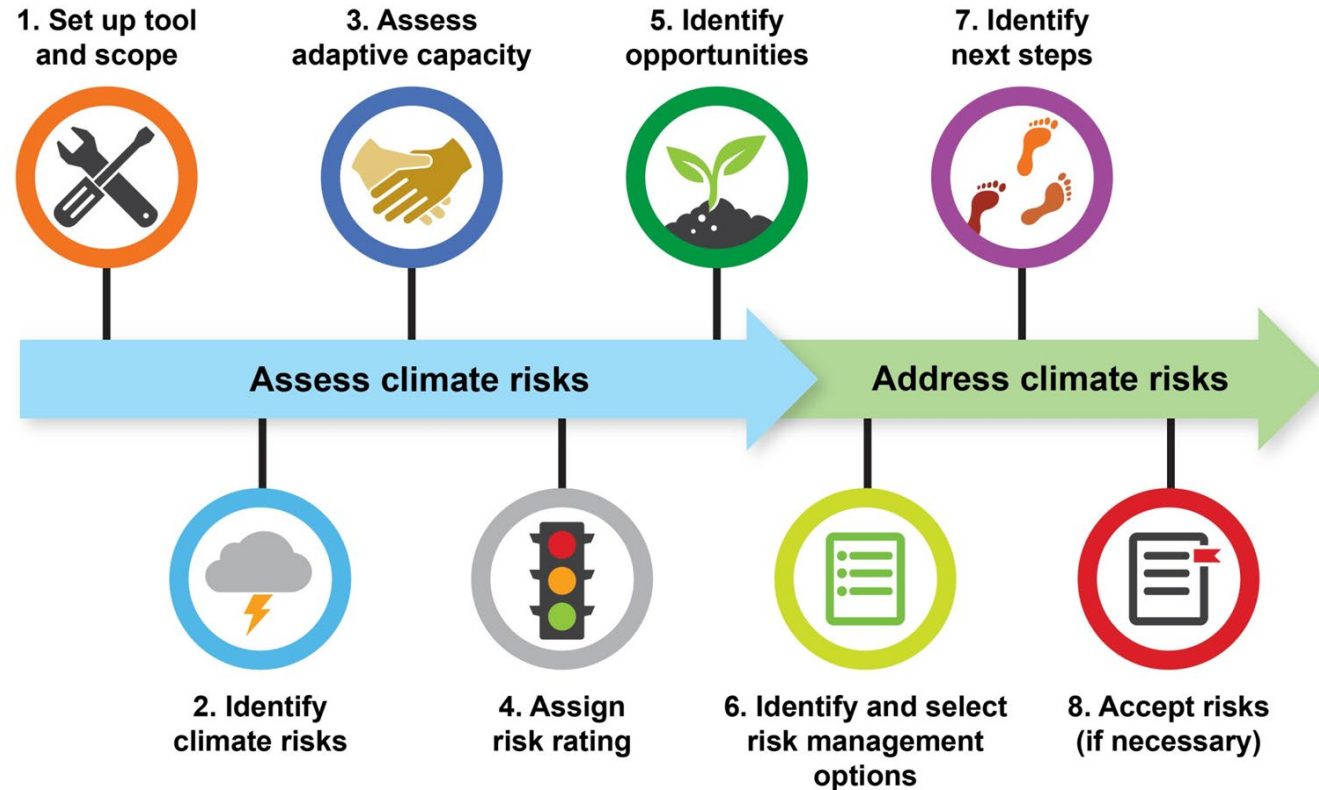 1. Set up tool
and scope
3. Assess
adaptive capacity
5. Identify
opportunities
7. Identify
next steps
Assess climate risks
Address climate risks
2. Identify
climate risks
4. Assign
risk rating
6. Identify and select
risk management
options
8. Accept risks
(if necessary)